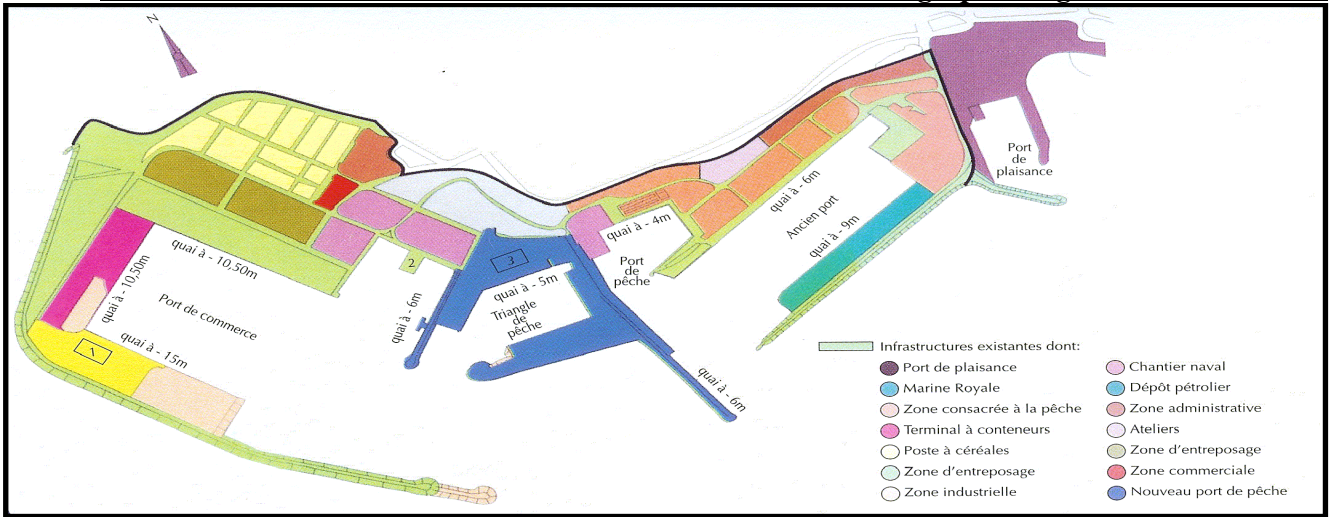 N
Port
de
plaisance
quai à - 6m
Ancien port
quai à - 9m
quai à - 4m
Port
de
pêche
quai à - 10,50m
quai à - 10,50m
Port de commerce
quai à - 15m
1
2
3
quai à - 6m
quai à - 5m
Triangle
de
pêche
quai à - 6m
Infrastructures existantes dont:
Port de plaisance
Marine Royale
Zone consacrée à la pêche
Terminal à conteneurs
Poste à céréales
Zone d'entreposage
Zone industrielle
Chantier naval
Dépôt pétrolier
Zone administrative
Ateliers
Zone d'entreposage
Zone commerciale
Nouveau port de pêche